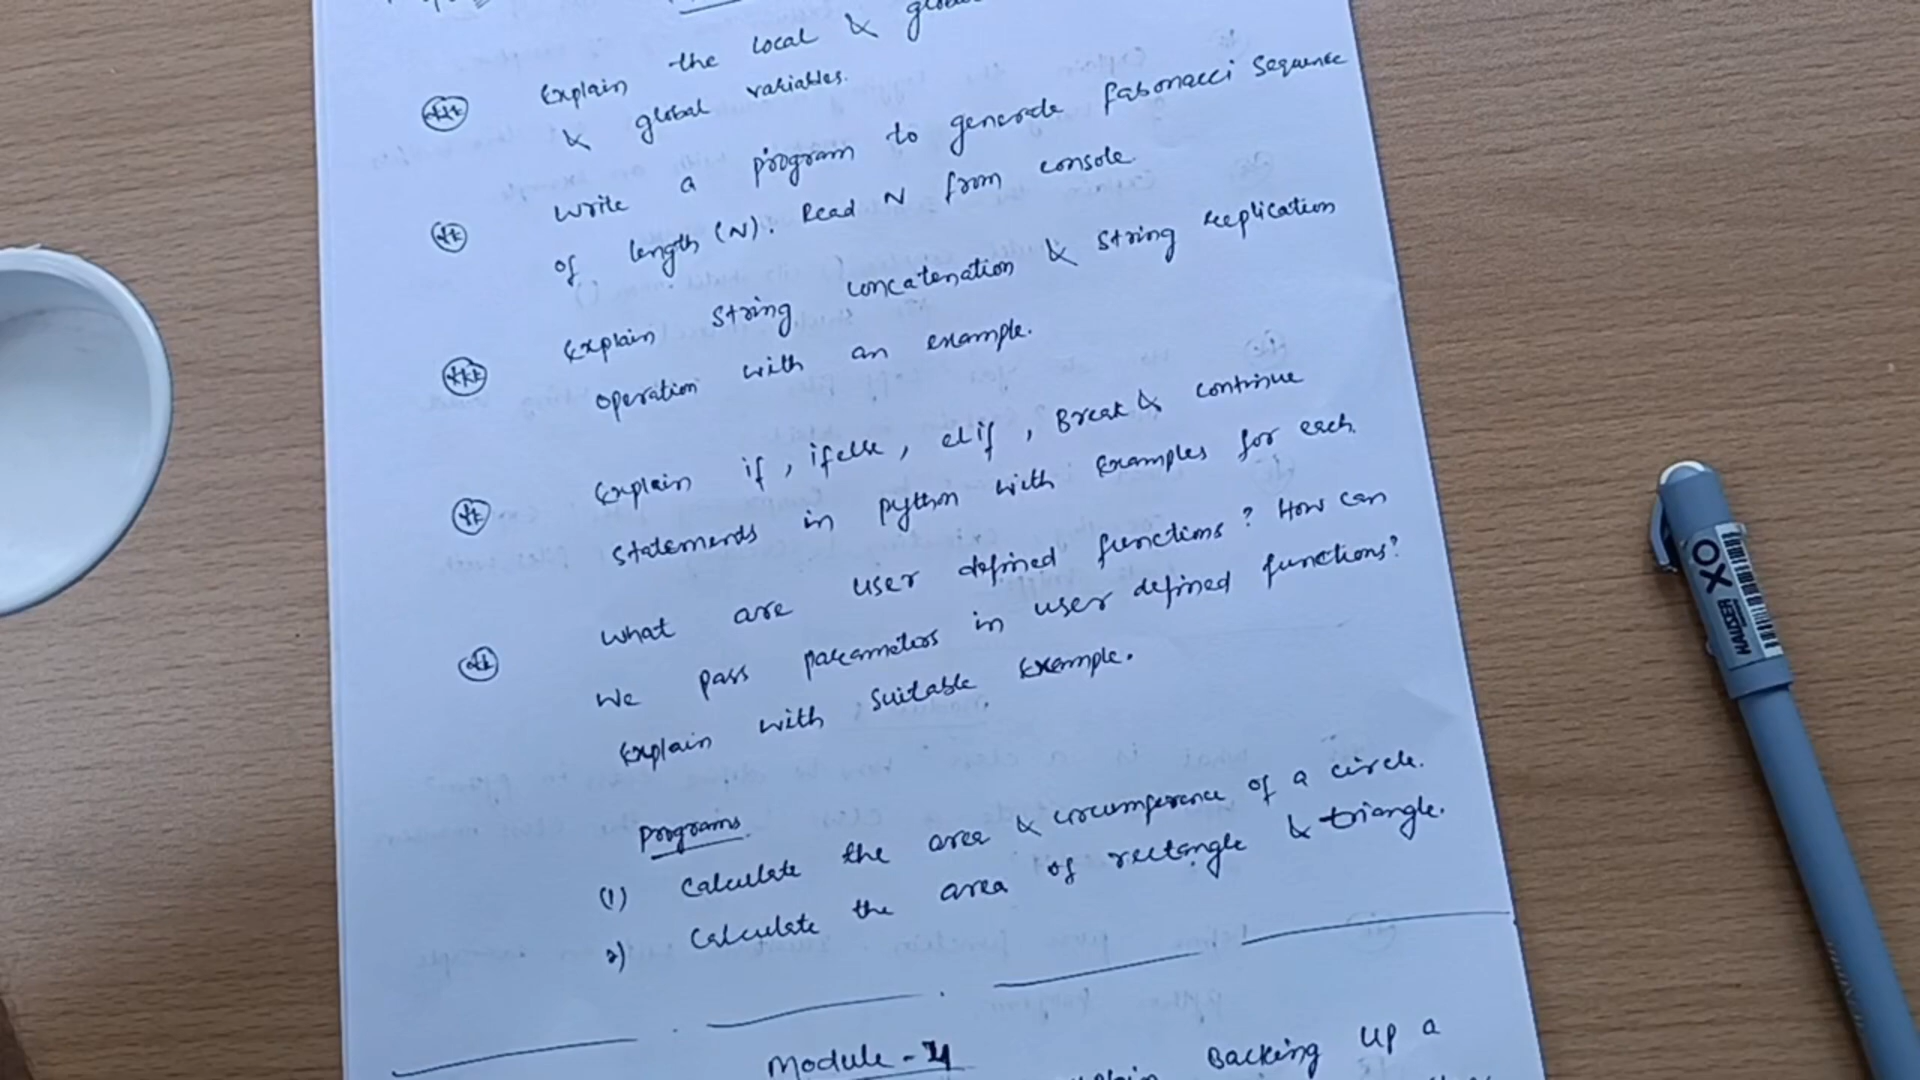 Explain the local &
& global variables.
Write a program to generate fabonacci sequence
of length (N). Read N from console
Explain string concatenation & string replication
operation with an example.
Explain if, ifelse, elif, Break & continue
statements in python with Examples for each
What are user defined functions? How can
we pass parameters in user defined functions?
Explain with suitable Example.
Programs
(1) Calculate the area & circumference of a circle.
2) Calculate the area of rectangle & triangle.
Module - 4
Backing up a
OX
HAUSER